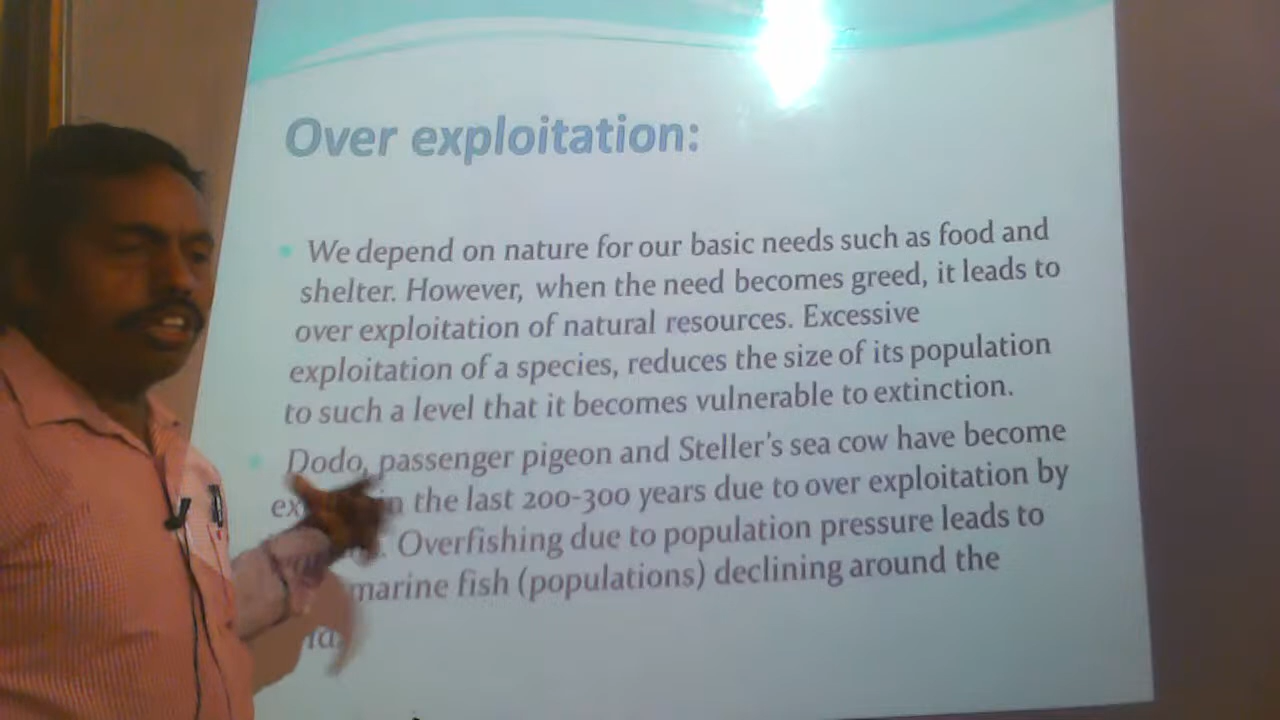 Over exploitation:
We depend on nature for our basic needs such as food and
shelter. However, when the need becomes greed, it leads to
over exploitation of natural resources. Excessive
exploitation of a species, reduces the size of its population
to such a level that it becomes vulnerable to extinction.
Dodo, passenger pigeon and Steller's sea cow have become
in the last 200-300 years due to over exploitation by
Overfishing due to population pressure leads to
marine fish (populations) declining around the